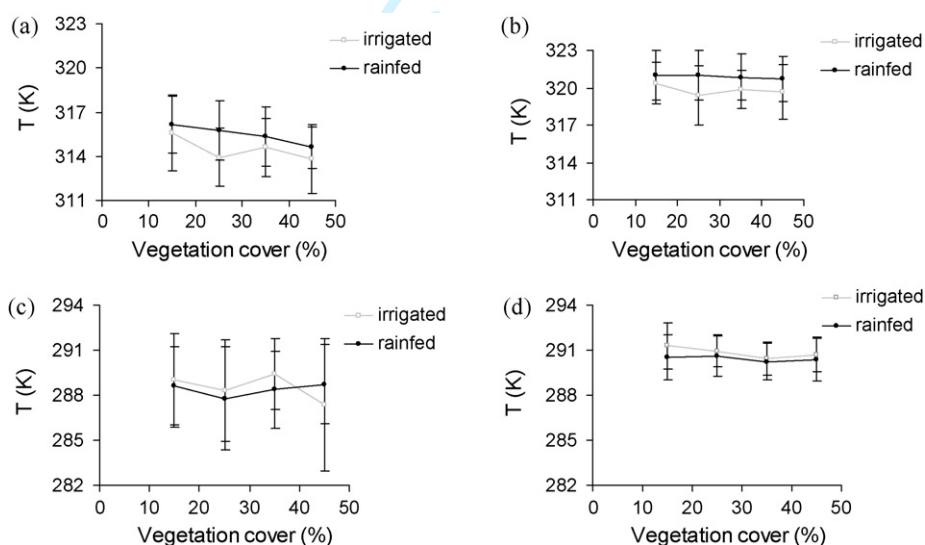 (a)
323
320
317
314
311
T (K)
irrigated
rainfed
0 10 20 30 40 50
Vegetation cover (%)
(b)
323
320
317
314
311
T (K)
irrigated
rainfed
0 10 20 30 40 50
Vegetation cover (%)
(c)
294
291
288
285
282
T (K)
irrigated
rainfed
0 10 20 30 40 50
Vegetation cover (%)
(d)
294
291
288
285
282
T (K)
irrigated
rainfed
0 10 20 30 40 50
Vegetation cover (%)